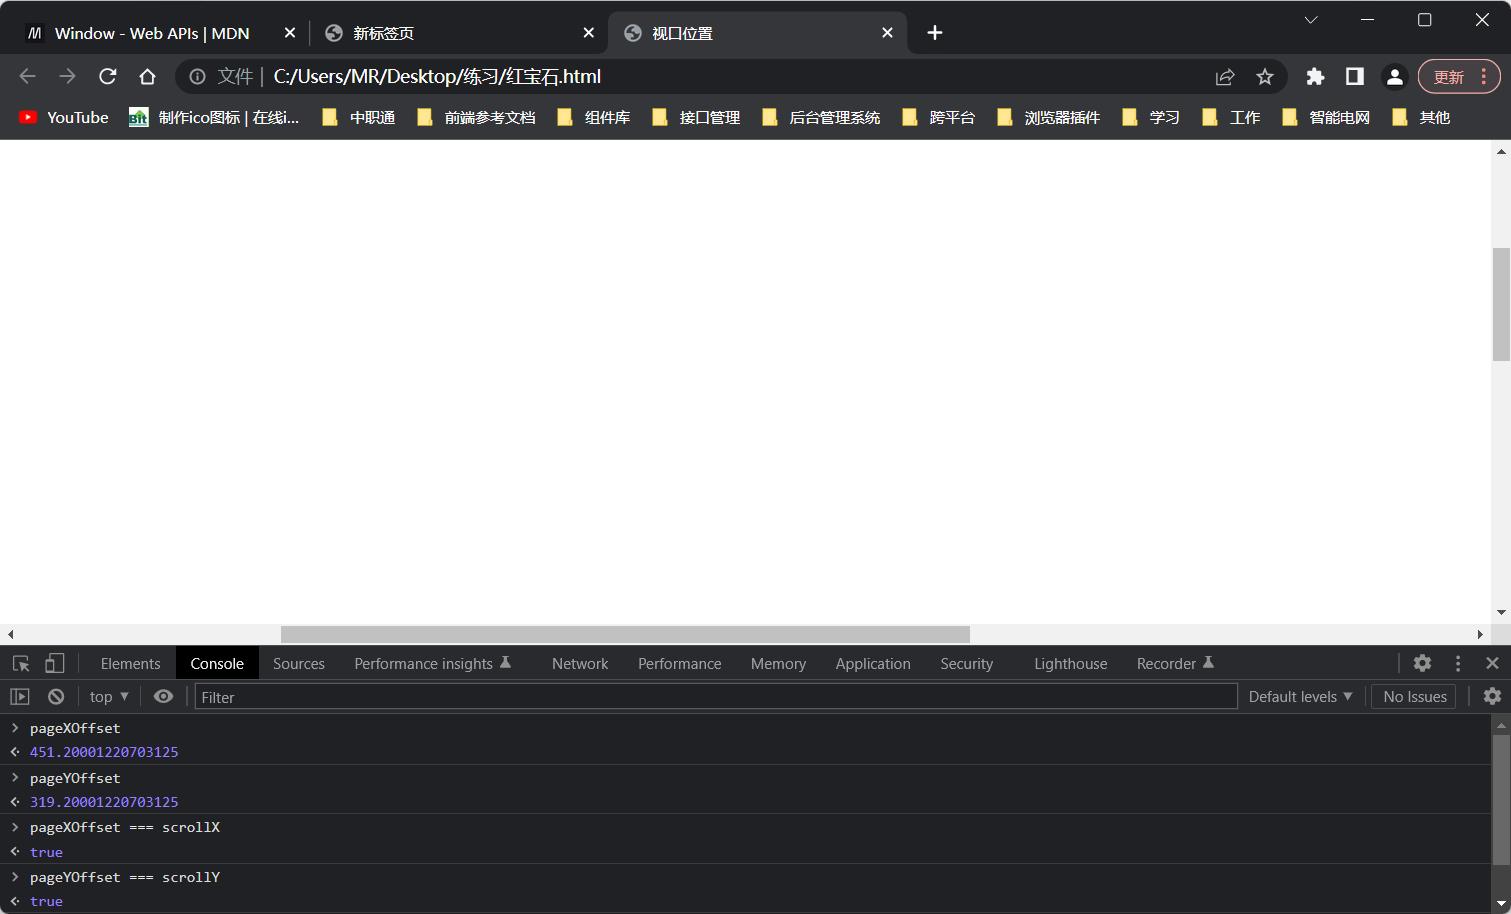 Window - Web APIs | MDN
新标签页
视口位置
文件 | C:/Users/MR/Desktop/练习/红宝石.html
更新
YouTube
制作ico图标 | 在线i...
中职通
前端参考文档
组件库
接口管理
后台管理系统
跨平台
浏览器插件
学习
工作
智能电网
其他
Elements
Console
Sources
Performance insights
Network
Performance
Memory
Application
Security
Lighthouse
Recorder
top
Filter
Default levels
No Issues
pageXOffset
451.20001220703125
pageYOffset
319.20001220703125
pageXOffset === scrollX
true
pageYOffset === scrollY
true